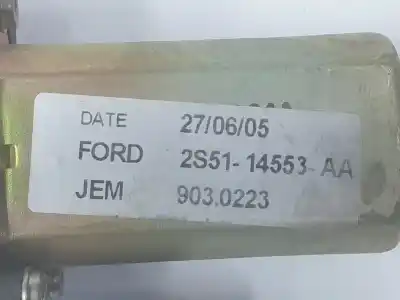 DATE 27/06/05
FORD 2S51-14553-AA
JEM 903.0223